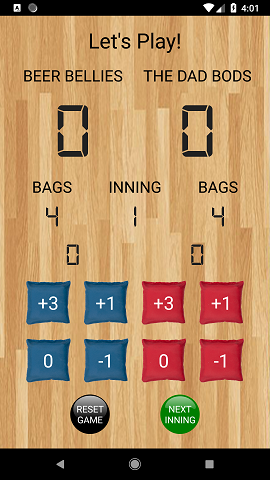 4:01
Let's Play!
BEER BELLIES THE DAD BODS
0 0
BAGS INNING BAGS
4 1 4
0 0
+3 +1 +3 +1
0 -1 0 -1
RESET GAME NEXT INNING